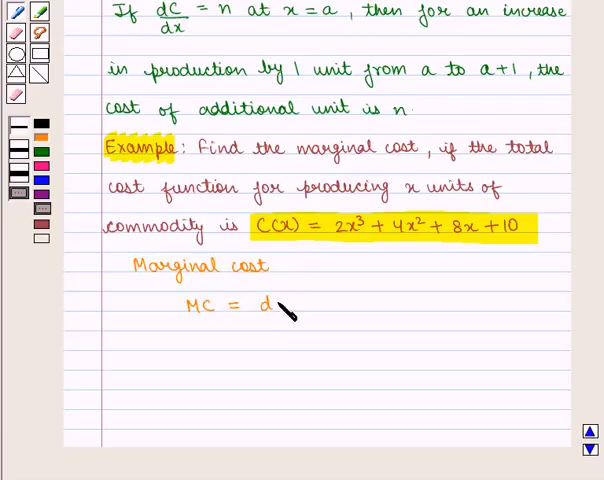 If dC/dx = n at x = a, then for an increase
in production by 1 unit from a to a+1, the
cost of additional unit is n.
Example: Find the marginal cost, if the total
cost function for producing x units of
commodity is C(x) = 2x³ + 4x² + 8x + 10
Marginal cost
MC = d